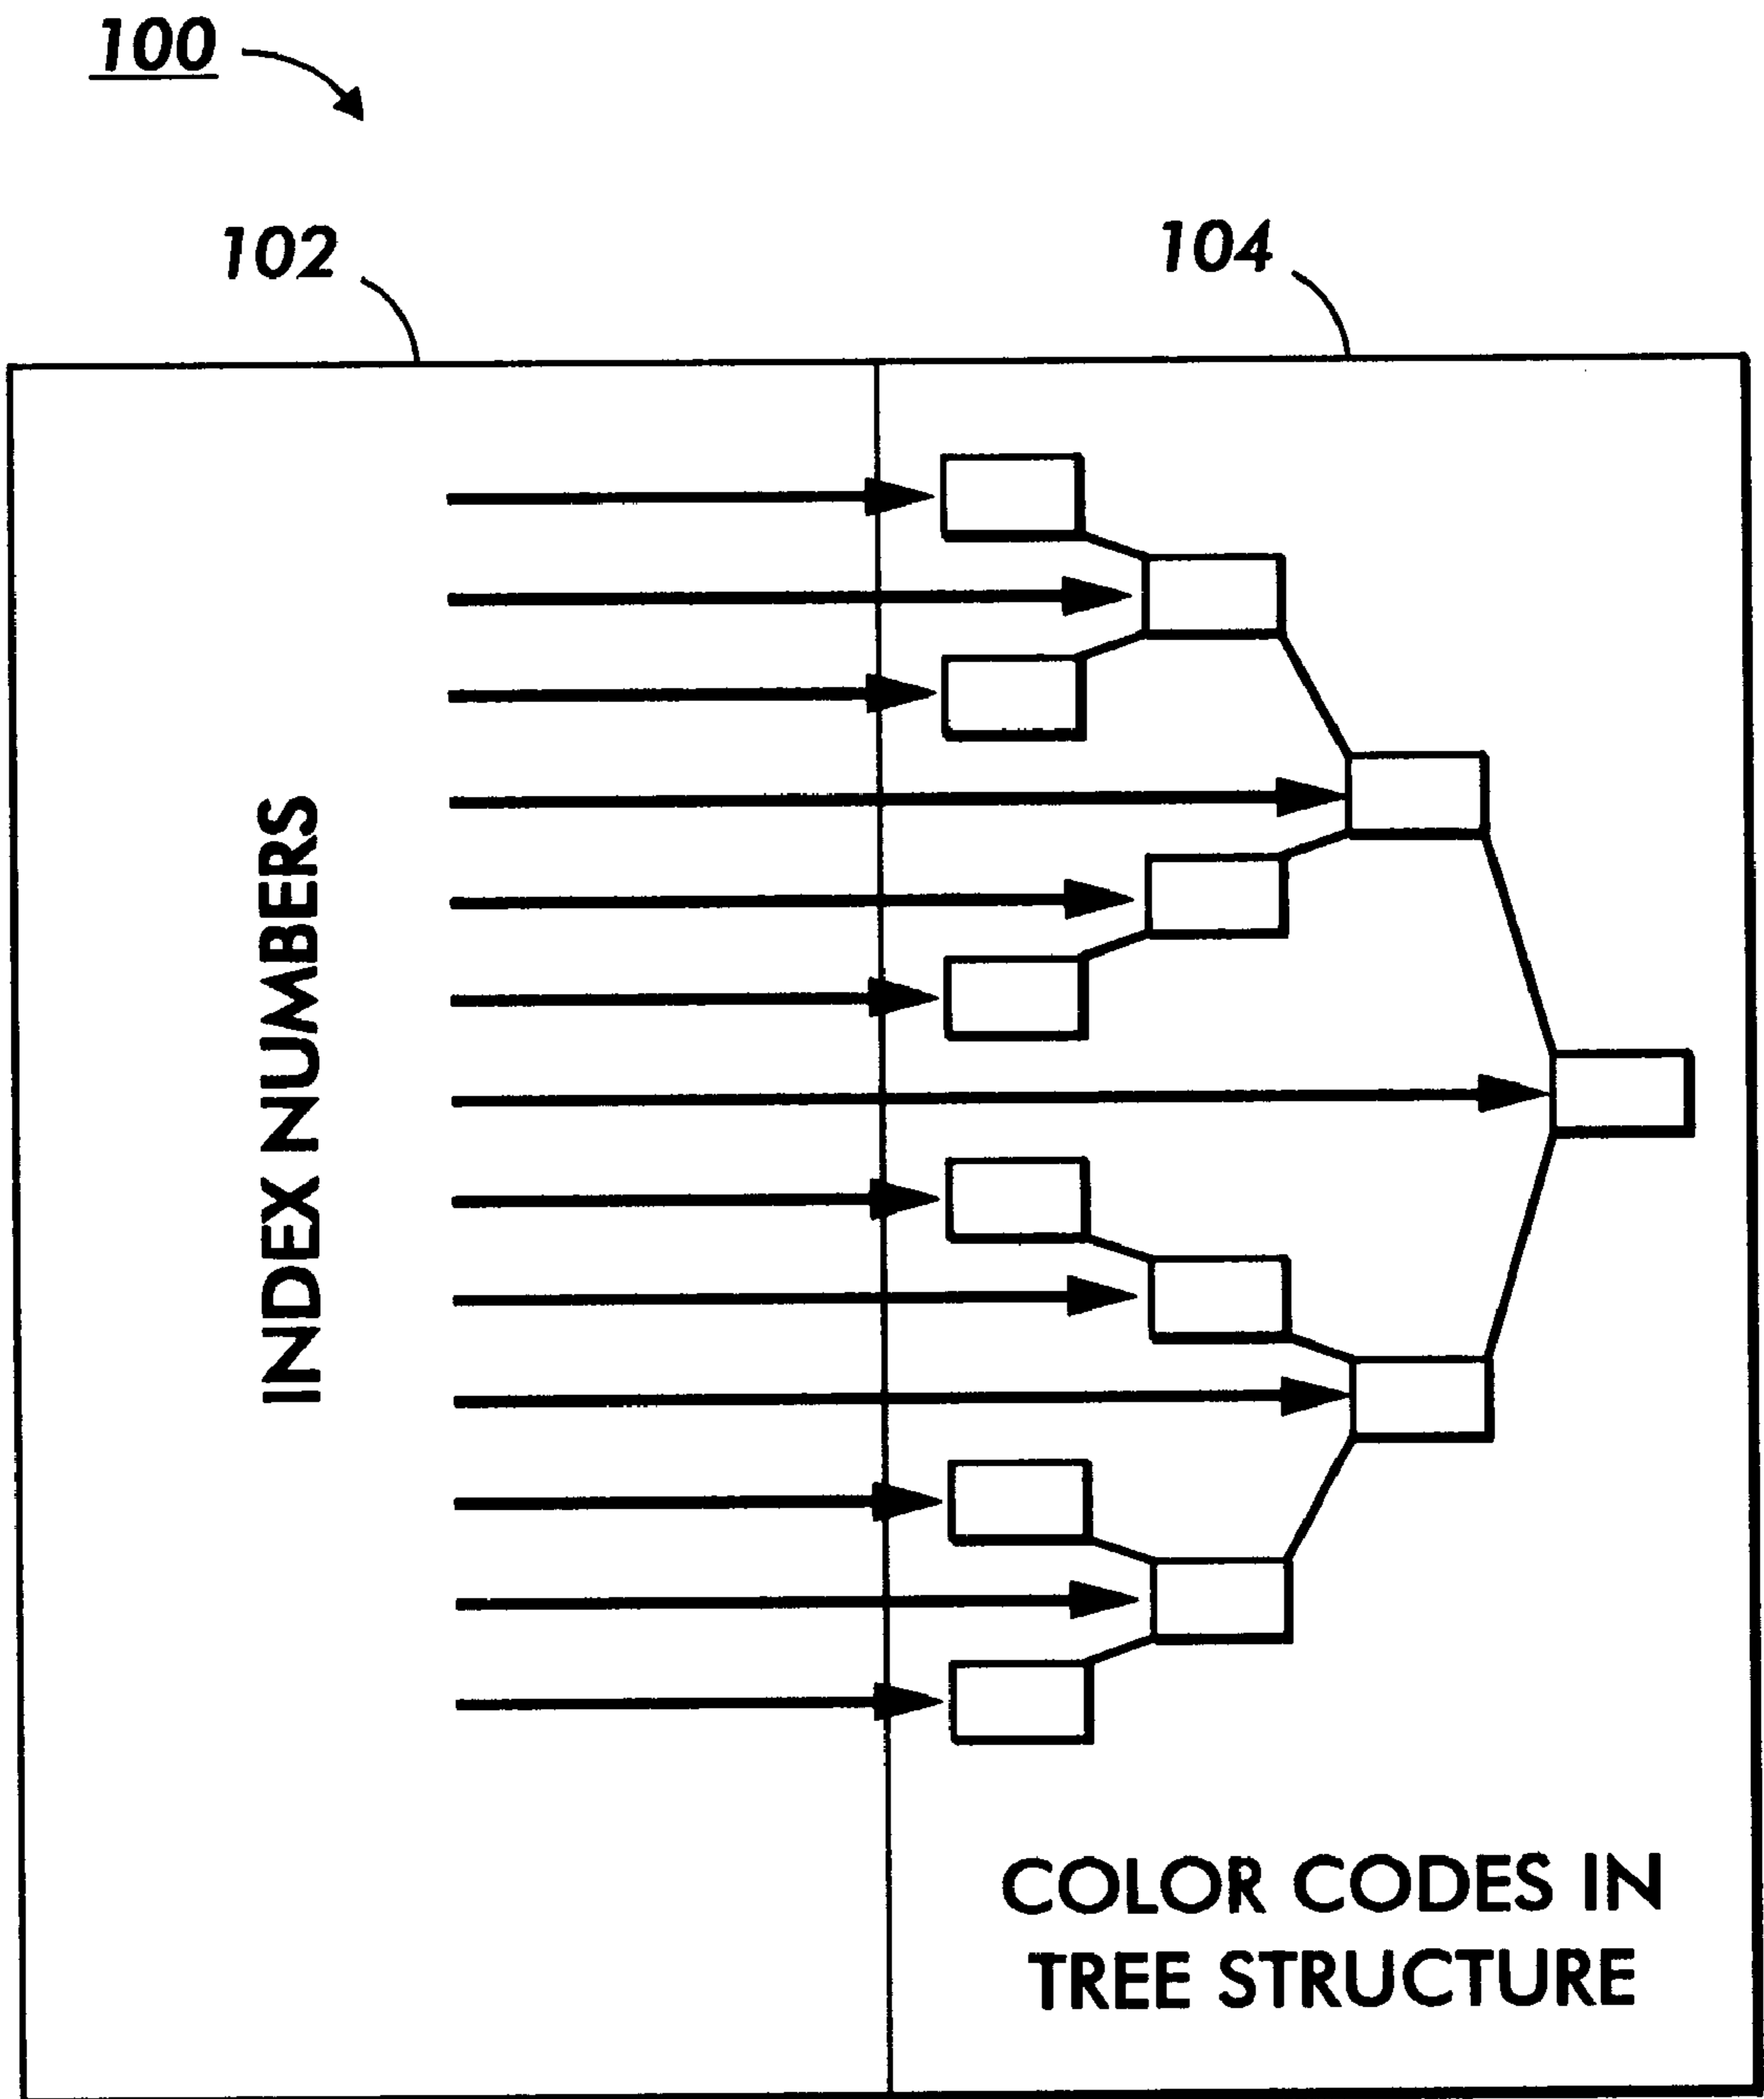 100
102
104
INDEX NUMBERS
COLOR CODES IN
TREE STRUCTURE